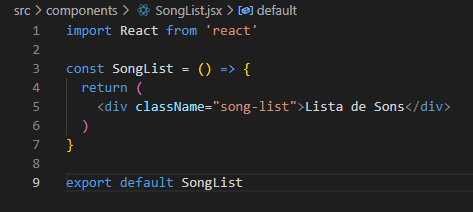 src > components > SongList.jsx > default
1 import React from 'react'
2
3 const SongList = () => {
4   return (
5     <div className="song-list">Lista de Sons</div>
6   )
7 }
8
9 export default SongList